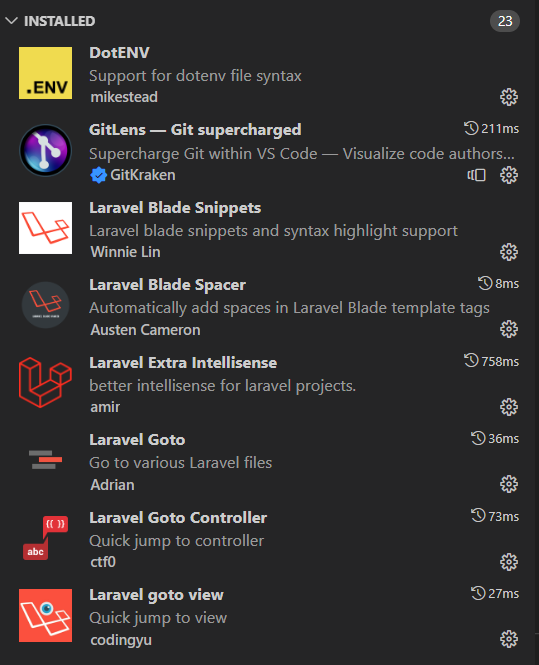 INSTALLED 23
DotENV
Support for dotenv file syntax
mikestead
.ENV
GitLens — Git supercharged 211ms
Supercharge Git within VS Code — Visualize code authors...
GitKraken
Laravel Blade Snippets
Laravel blade snippets and syntax highlight support
Winnie Lin
Laravel Blade Spacer 8ms
Automatically add spaces in Laravel Blade template tags
Austen Cameron
Laravel Extra Intellisense 758ms
better intellisense for laravel projects.
amir
Laravel Goto 36ms
Go to various Laravel files
Adrian
Laravel Goto Controller 73ms
Quick jump to controller
ctf0
{{ }}
abc
Laravel goto view 27ms
Quick jump to view
codingyu